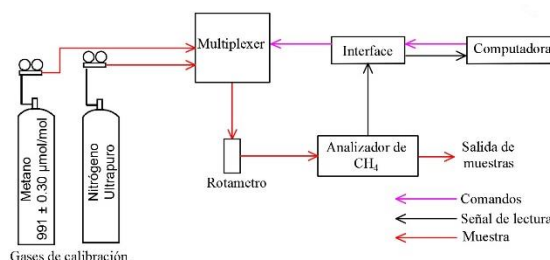 Multiplexer
Interface
Computadora
Metano
991 ± 0.30 μmol/mol
Nitrógeno
Ultrapuro
Rotametro
Analizador de
CH₄
Salida de
muestras
Comandos
Señal de lectura
Muestra
Gases de calibración